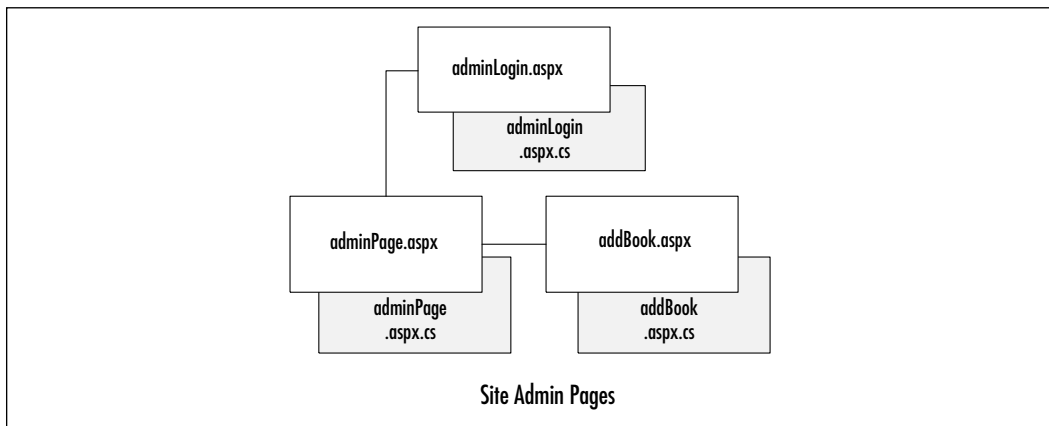 adminLogin.aspx
adminLogin
.aspx.cs
adminPage.aspx
addBook.aspx
adminPage
.aspx.cs
addBook
.aspx.cs
Site Admin Pages